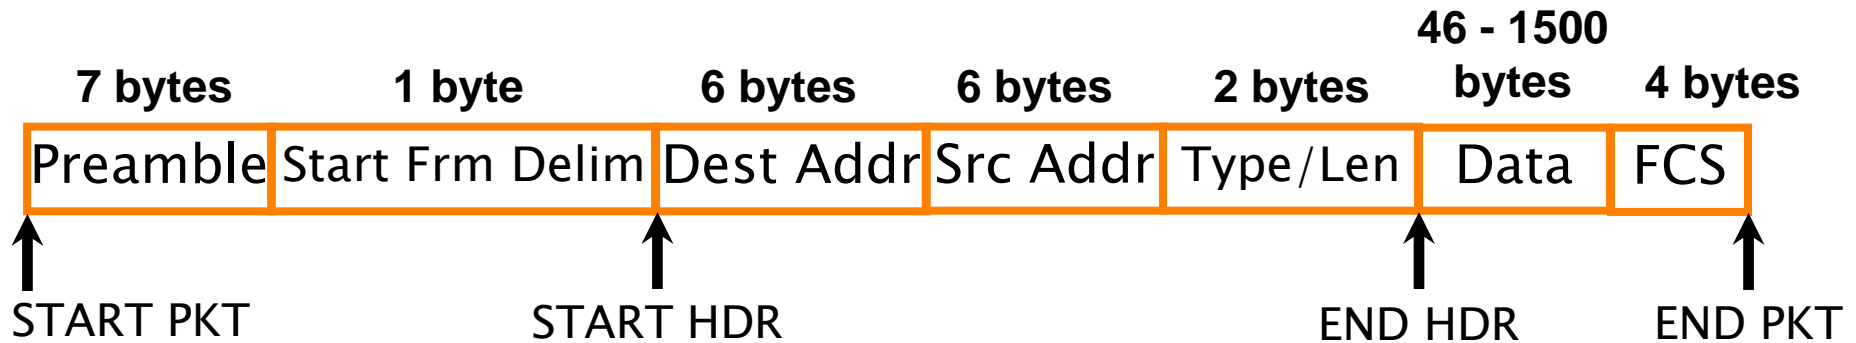 46 - 1500
7 bytes 1 byte 6 bytes 6 bytes 2 bytes bytes 4 bytes
Preamble Start Frm Delim Dest Addr Src Addr Type/Len Data FCS
START PKT START HDR END HDR END PKT